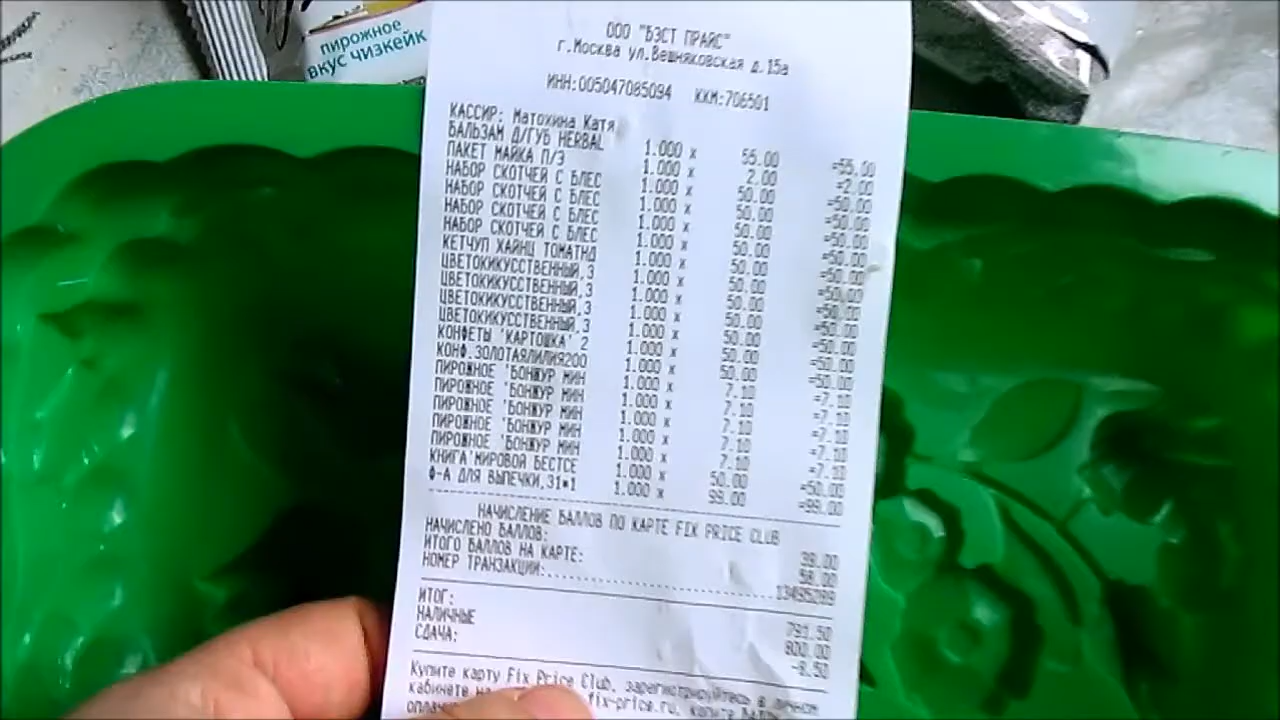 пирожное
вкус чизкейк
ООО "БЭСТ ПРАЙС"
г.Москва ул.Вешняковская д.15а
ИНН:005047085094 ККМ:706501
КАССИР: Матохина Катя
БАЛЬЗАМ Д/ГУБ HERBAL 1.000 x 55.00 =55.00
ПАКЕТ МАЙКА П/Э 1.000 x 2.00 =2.00
НАБОР СКОТЧЕЙ С БЛЕС 1.000 x 50.00 =50.00
НАБОР СКОТЧЕЙ С БЛЕС 1.000 x 50.00 =50.00
НАБОР СКОТЧЕЙ С БЛЕС 1.000 x 50.00 =50.00
НАБОР СКОТЧЕЙ С БЛЕС 1.000 x 50.00 =50.00
КЕТЧУП ХАЙНЦ ТОМАТНД 1.000 x 50.00 =50.00
ЦВЕТОКИКУССТВЕННЫЙ,3 1.000 x 50.00 =50.00
ЦВЕТОКИКУССТВЕННЫЙ,3 1.000 x 50.00 =50.00
ЦВЕТОКИКУССТВЕННЫЙ,3 1.000 x 50.00 =50.00
ЦВЕТОКИКУССТВЕННЫЙ,3 1.000 x 50.00 =50.00
КОНФЕТЫ 'КАРТОШКА' 2 1.000 x 50.00 =50.00
КОНФ.ЗОЛОТАЯЛИЛИЯ200 1.000 x 50.00 =50.00
ПИРОЖНОЕ 'БОНЖУР МИН 1.000 x 7.10 =7.10
ПИРОЖНОЕ 'БОНЖУР МИН 1.000 x 7.10 =7.10
ПИРОЖНОЕ 'БОНЖУР МИН 1.000 x 7.10 =7.10
ПИРОЖНОЕ 'БОНЖУР МИН 1.000 x 7.10 =7.10
ПИРОЖНОЕ 'БОНЖУР МИН 1.000 x 7.10 =7.10
КНИГА'МИРОВОЙ БЕСТСЕ 1.000 x 50.00 =50.00
Ф-А ДЛЯ ВЫПЕЧКИ,31*1 1.000 x 99.00 =99.00
НАЧИСЛЕНИЕ БАЛЛОВ ПО КАРТЕ FIX PRICE CLUB
НАЧИСЛЕНО БАЛЛОВ: 39.00
ИТОГО БАЛЛОВ НА КАРТЕ: 58.00
НОМЕР ТРАНЗАКЦИИ: 13495289
ИТОГ: 791.50
НАЛИЧНЫЕ 800.00
СДАЧА: -8.50
Купите карту Fix Price Club, зарегистрируйтесь в личном
кабинете на fix-price.ru, копите